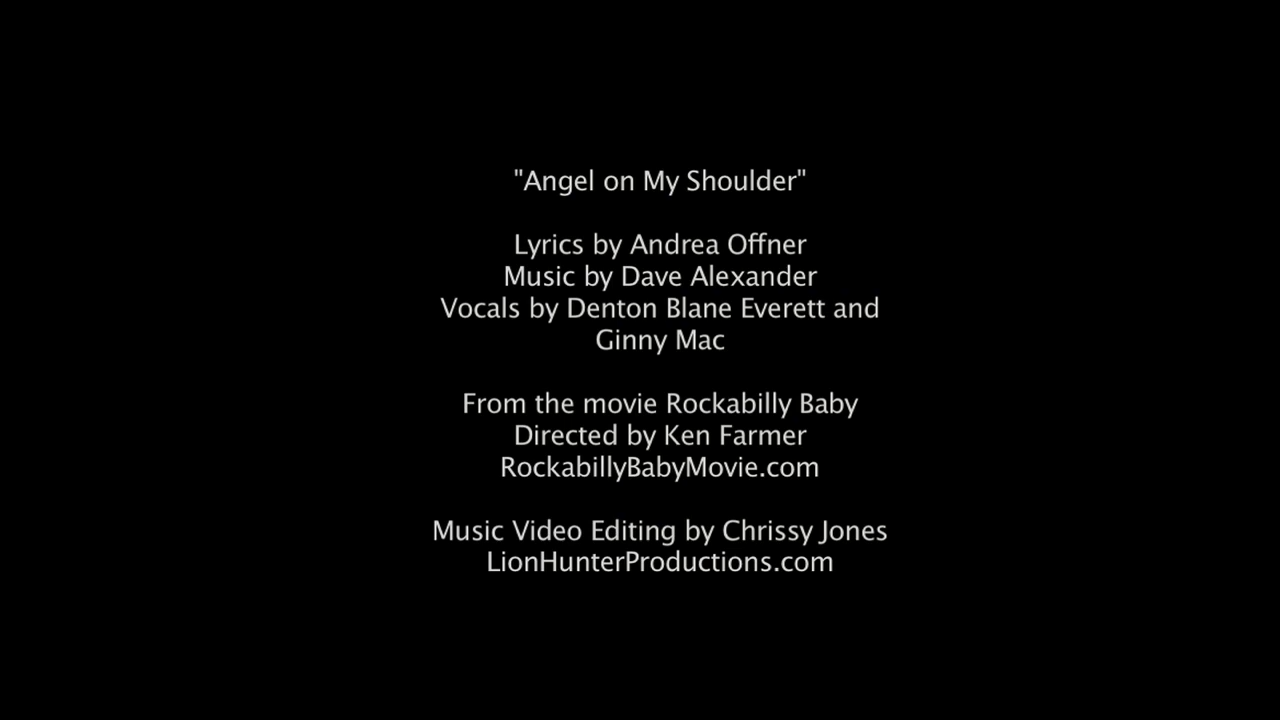 "Angel on My Shoulder"
Lyrics by Andrea Offner
Music by Dave Alexander
Vocals by Denton Blane Everett and
Ginny Mac
From the movie Rockabilly Baby
Directed by Ken Farmer
RockabillyBabyMovie.com
Music Video Editing by Chrissy Jones
LionHunterProductions.com